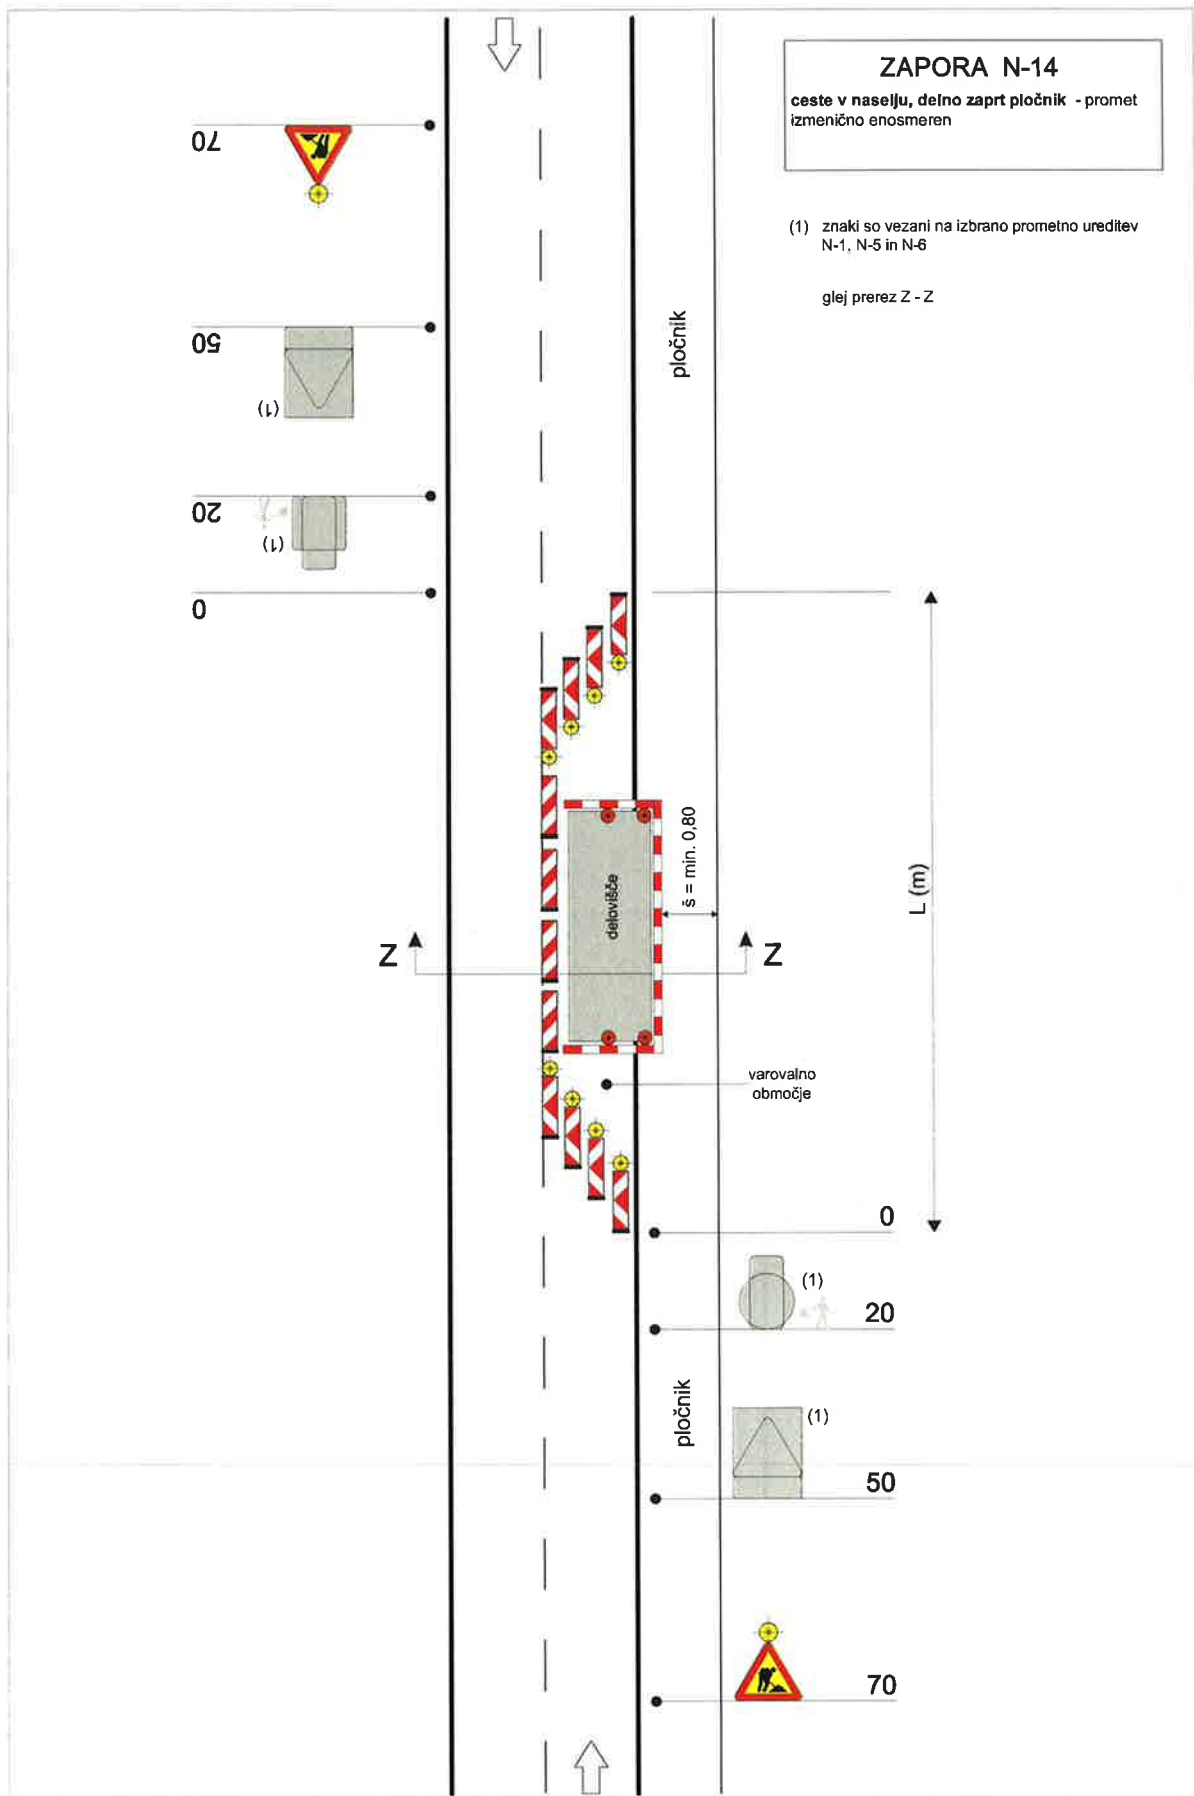 ZAPORA N-14
ceste v naselju, delno zaprt pločnik - promet
izmenično enosmeren
(1) znaki so vezani na izbrano prometno ureditev
N-1, N-5 in N-6
glej prerez Z - Z
70
50
(1)
20
(1)
0
pločnik
š = min. 0,80
delovišče
L (m)
Z
Z
varovalno
območje
0
(1)
20
pločnik
(1)
50
70